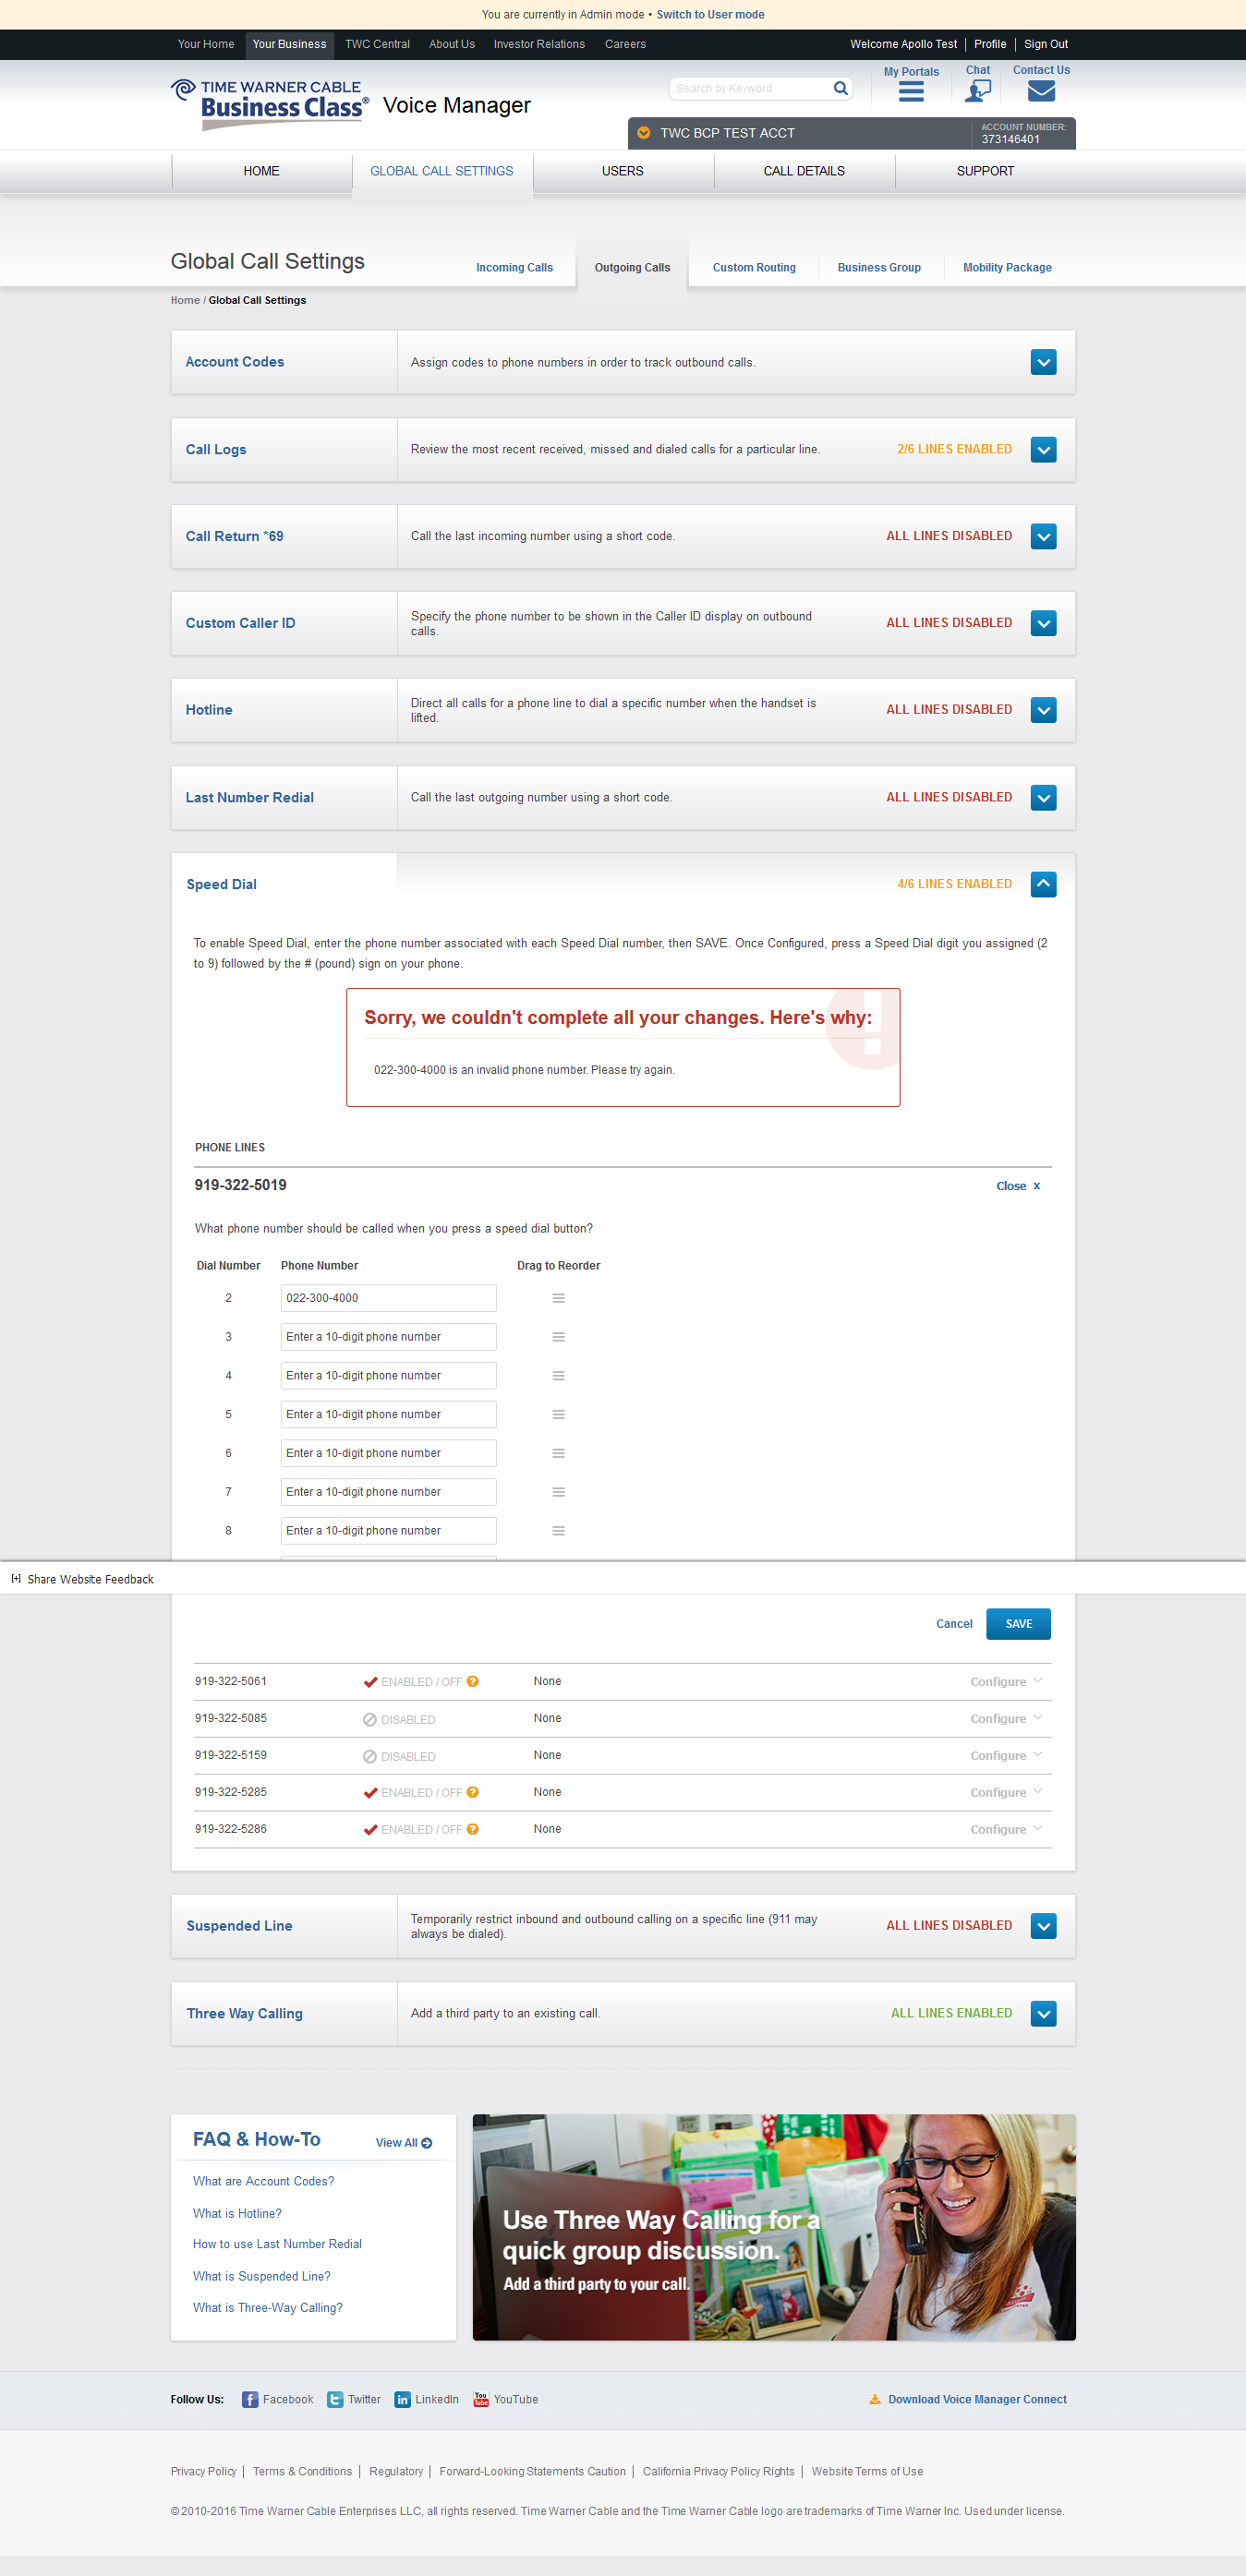 You are currently in Admin mode • Switch to User mode
Your Home Your Business TWC Central About Us Investor Relations Careers Welcome Apollo Test Profile Sign Out
TIME WARNER CABLE
Business Class®
Voice Manager
Search by Keyword
My Portals Chat Contact Us
TWC BCP TEST ACCT
ACCOUNT NUMBER:
373146401
HOME GLOBAL CALL SETTINGS USERS CALL DETAILS SUPPORT
Global Call Settings
Incoming Calls Outgoing Calls Custom Routing Business Group Mobility Package
Home / Global Call Settings
Account Codes Assign codes to phone numbers in order to track outbound calls.
Call Logs Review the most recent received, missed and dialed calls for a particular line. 2/6 LINES ENABLED
Call Return *69 Call the last incoming number using a short code. ALL LINES DISABLED
Custom Caller ID Specify the phone number to be shown in the Caller ID display on outbound
calls. ALL LINES DISABLED
Hotline Direct all calls for a phone line to dial a specific number when the handset is
lifted. ALL LINES DISABLED
Last Number Redial Call the last outgoing number using a short code. ALL LINES DISABLED
Speed Dial 4/6 LINES ENABLED
To enable Speed Dial, enter the phone number associated with each Speed Dial number, then SAVE. Once Configured, press a Speed Dial digit you assigned (2
to 9) followed by the # (pound) sign on your phone.
Sorry, we couldn't complete all your changes. Here's why:
022-300-4000 is an invalid phone number. Please try again.
PHONE LINES
919-322-5019 Close x
What phone number should be called when you press a speed dial button?
Dial Number Phone Number Drag to Reorder
2 022-300-4000
3 Enter a 10-digit phone number
4 Enter a 10-digit phone number
5 Enter a 10-digit phone number
6 Enter a 10-digit phone number
7 Enter a 10-digit phone number
8 Enter a 10-digit phone number
[+] Share Website Feedback
Cancel SAVE
919-322-5061 ENABLED / OFF ? None Configure
919-322-5085 DISABLED None Configure
919-322-5159 DISABLED None Configure
919-322-5285 ENABLED / OFF ? None Configure
919-322-5286 ENABLED / OFF ? None Configure
Suspended Line Temporarily restrict inbound and outbound calling on a specific line (911 may
always be dialed). ALL LINES DISABLED
Three Way Calling Add a third party to an existing call. ALL LINES ENABLED
FAQ & How-To View All
What are Account Codes?
What is Hotline?
How to use Last Number Redial
What is Suspended Line?
What is Three-Way Calling?
Use Three Way Calling for a
quick group discussion.
Add a third party to your call.
Follow Us: Facebook Twitter LinkedIn YouTube Download Voice Manager Connect
Privacy Policy | Terms & Conditions | Regulatory | Forward-Looking Statements Caution | California Privacy Policy Rights | Website Terms of Use
© 2010-2016 Time Warner Cable Enterprises LLC, all rights reserved. Time Warner Cable and the Time Warner Cable logo are trademarks of Time Warner Inc. Used under license.